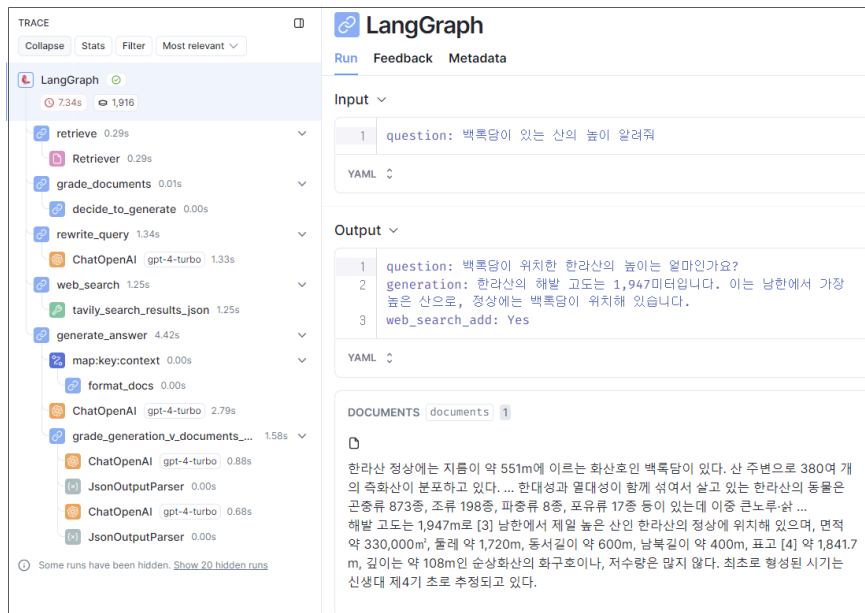 TRACE
Collapse Stats Filter Most relevant
LangGraph
7.34s 1,916
retrieve 0.29s
Retriever 0.29s
grade_documents 0.01s
decide_to_generate 0.00s
rewrite_query 1.34s
ChatOpenAI gpt-4-turbo 1.33s
web_search 1.25s
tavily_search_results_json 1.25s
generate_answer 4.42s
map:key:context 0.00s
format_docs 0.00s
ChatOpenAI gpt-4-turbo 2.79s
grade_generation_v_documents_... 1.58s
ChatOpenAI gpt-4-turbo 0.88s
JsonOutputParser 0.00s
ChatOpenAI gpt-4-turbo 0.68s
JsonOutputParser 0.00s
Some runs have been hidden. Show 20 hidden runs
LangGraph
Run Feedback Metadata
Input
1 question: 백록담이 있는 산의 높이 알려줘
YAML
Output
1 question: 백록담이 위치한 한라산의 높이는 얼마인가요?
2 generation: 한라산의 해발 고도는 1,947미터입니다. 이는 남한에서 가장
높은 산으로, 정상에는 백록담이 위치해 있습니다.
3 web_search_add: Yes
YAML
DOCUMENTS documents 1
한라산 정상에는 지름이 약 551m에 이르는 화산호인 백록담이 있다. 산 주변으로 380여 개
의 측화산이 분포하고 있다. ... 한대성과 열대성이 함께 섞여서 살고 있는 한라산의 동물은
곤충류 873종, 조류 198종, 파충류 8종, 포유류 17종 등이 있는데 이중 큰노루·삵 ...
해발 고도는 1,947m로 [3] 남한에서 제일 높은 산인 한라산의 정상에 위치해 있으며, 면적
약 330,000㎡, 둘레 약 1,720m, 동서길이 약 600m, 남북길이 약 400m, 표고 [4] 약 1,841.7
m, 깊이는 약 108m인 순상화산의 화구호이나, 저수량은 많지 않다. 최초로 형성된 시기는
신생대 제4기 초로 추정되고 있다.